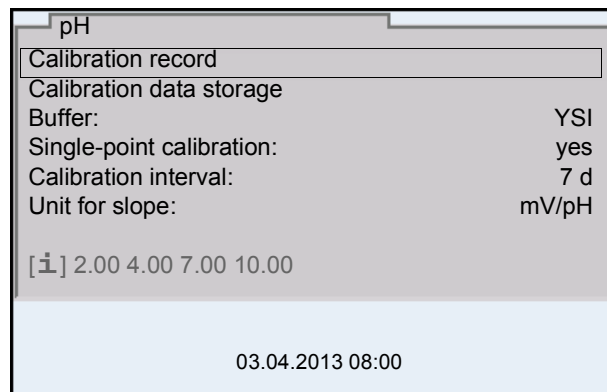 pH
Calibration record
Calibration data storage
Buffer: YSI
Single-point calibration: yes
Calibration interval: 7 d
Unit for slope: mV/pH
[i] 2.00 4.00 7.00 10.00
03.04.2013 08:00